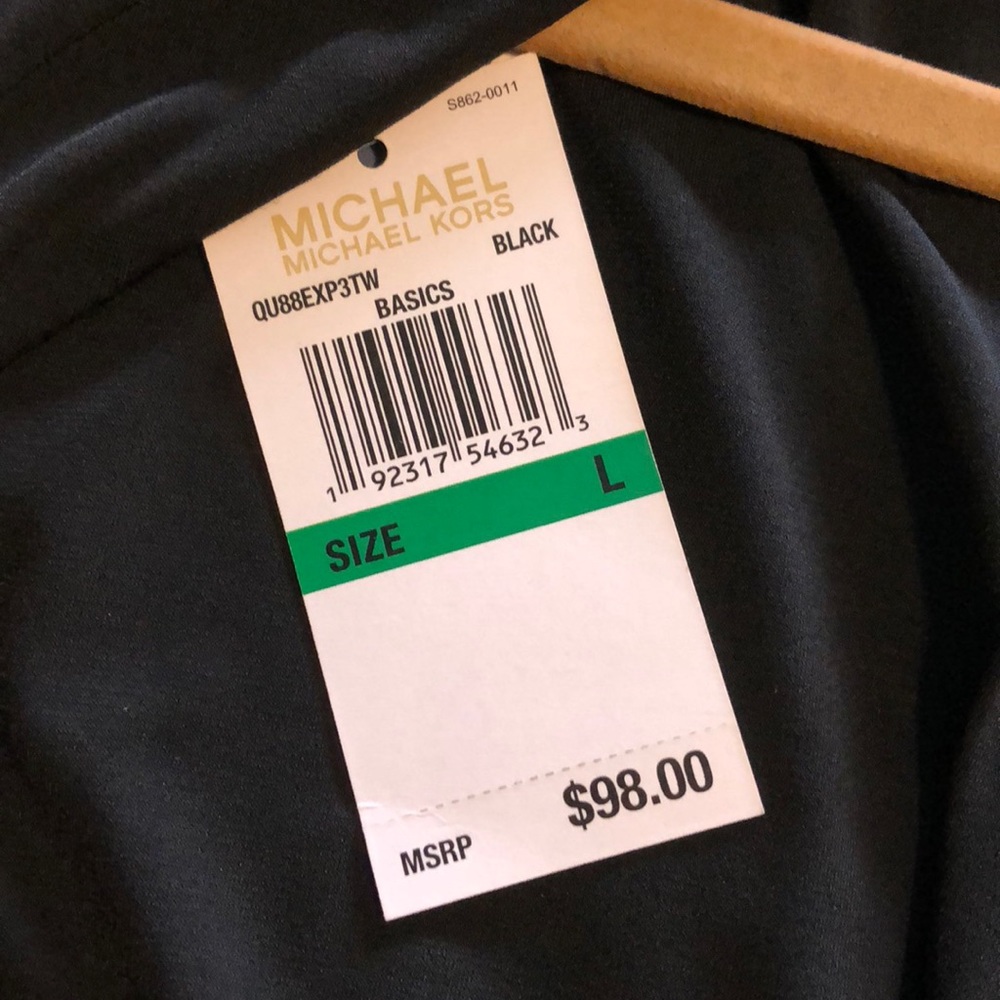 S862-0011
MICHAEL
MICHAEL KORS
BLACK
QU88EXP3TW
BASICS
1 92317 54632 3
SIZE L
$98.00
MSRP